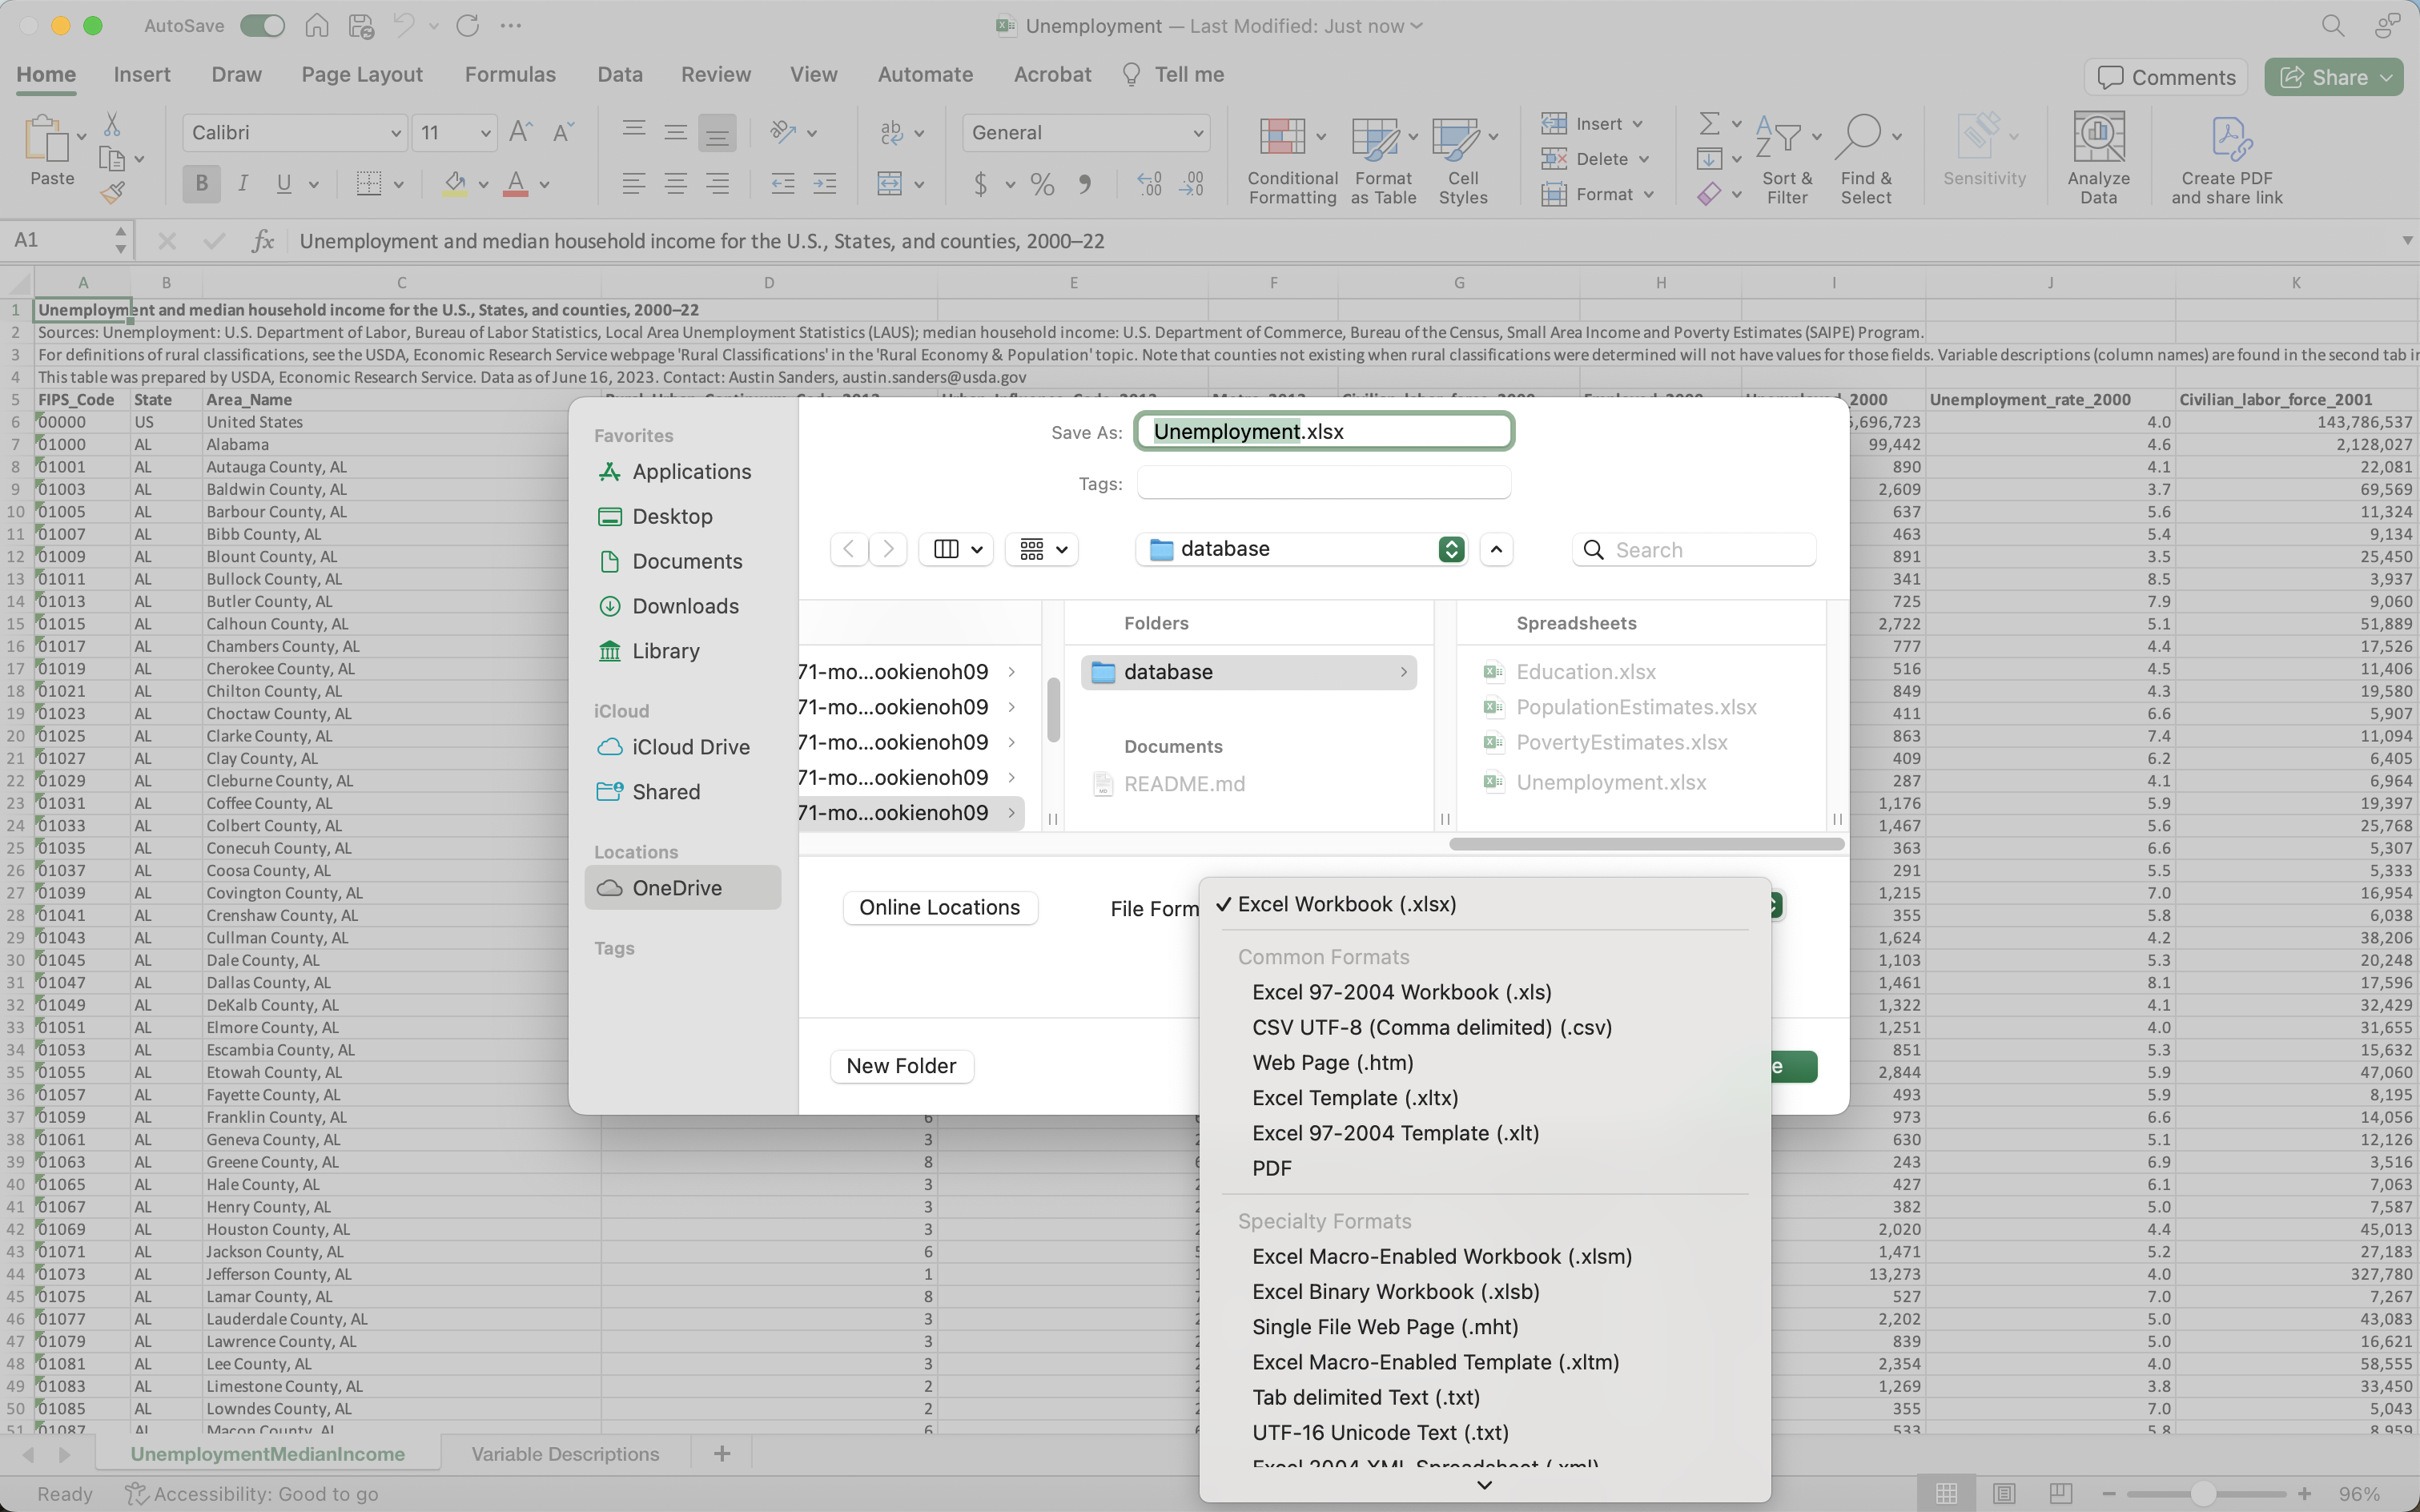 AutoSave
Unemployment — Last Modified: Just now
Home Insert Draw Page Layout Formulas Data Review View Automate Acrobat Tell me
Comments Share
Paste
Calibri 11
General
Conditional Formatting
Format as Table
Cell Styles
Insert
Delete
Format
Sort & Filter
Find & Select
Sensitivity
Analyze Data
Create PDF and share link
A1 fx Unemployment and median household income for the U.S., States, and counties, 2000–22
A B C D E F G H I J K
1 Unemployment and median household income for the U.S., States, and counties, 2000–22
2 Sources: Unemployment: U.S. Department of Labor, Bureau of Labor Statistics, Local Area Unemployment Statistics (LAUS); median household income: U.S. Department of Commerce, Bureau of the Census, Small Area Income and Poverty Estimates (SAIPE) Program.
3 For definitions of rural classifications, see the USDA, Economic Research Service webpage 'Rural Classifications' in the 'Rural Economy & Population' topic. Note that counties not existing when rural classifications were determined will not have values for those fields. Variable descriptions (column names) are found in the second tab in
4 This table was prepared by USDA, Economic Research Service. Data as of June 16, 2023. Contact: Austin Sanders, austin.sanders@usda.gov
5 FIPS_Code State Area_Name _2000 Unemployment_rate_2000 Civilian_labor_force_2001
6 00000 US United States ,696,723 4.0 143,786,537
7 01000 AL Alabama 99,442 4.6 2,128,027
8 01001 AL Autauga County, AL 890 4.1 22,081
9 01003 AL Baldwin County, AL 2,609 3.7 69,569
10 01005 AL Barbour County, AL 637 5.6 11,324
11 01007 AL Bibb County, AL 463 5.4 9,134
12 01009 AL Blount County, AL 891 3.5 25,450
13 01011 AL Bullock County, AL 341 8.5 3,937
14 01013 AL Butler County, AL 725 7.9 9,060
15 01015 AL Calhoun County, AL 2,722 5.1 51,889
16 01017 AL Chambers County, AL 777 4.4 17,526
17 01019 AL Cherokee County, AL 516 4.5 11,406
18 01021 AL Chilton County, AL 849 4.3 19,580
19 01023 AL Choctaw County, AL 411 6.6 5,907
20 01025 AL Clarke County, AL 863 7.4 11,094
21 01027 AL Clay County, AL 409 6.2 6,405
22 01029 AL Cleburne County, AL 287 4.1 6,964
23 01031 AL Coffee County, AL 1,176 5.9 19,397
24 01033 AL Colbert County, AL 1,467 5.6 25,768
25 01035 AL Conecuh County, AL 363 6.6 5,307
26 01037 AL Coosa County, AL 291 5.5 5,333
27 01039 AL Covington County, AL 1,215 7.0 16,954
28 01041 AL Crenshaw County, AL 355 5.8 6,038
29 01043 AL Cullman County, AL 1,624 4.2 38,206
30 01045 AL Dale County, AL 1,103 5.3 20,248
31 01047 AL Dallas County, AL 1,461 8.1 17,596
32 01049 AL DeKalb County, AL 1,322 4.1 32,429
33 01051 AL Elmore County, AL 1,251 4.0 31,655
34 01053 AL Escambia County, AL 851 5.3 15,632
35 01055 AL Etowah County, AL 2,844 5.9 47,060
36 01057 AL Fayette County, AL 493 5.9 8,195
37 01059 AL Franklin County, AL 6 973 6.6 14,056
38 01061 AL Geneva County, AL 3 630 5.1 12,126
39 01063 AL Greene County, AL 8 243 6.9 3,516
40 01065 AL Hale County, AL 3 427 6.1 7,063
41 01067 AL Henry County, AL 3 382 5.0 7,587
42 01069 AL Houston County, AL 3 2,020 4.4 45,013
43 01071 AL Jackson County, AL 6 1,471 5.2 27,183
44 01073 AL Jefferson County, AL 1 13,273 4.0 327,780
45 01075 AL Lamar County, AL 8 527 7.0 7,267
46 01077 AL Lauderdale County, AL 3 2,202 5.0 43,083
47 01079 AL Lawrence County, AL 3 839 5.0 16,621
48 01081 AL Lee County, AL 3 2,354 4.0 58,555
49 01083 AL Limestone County, AL 2 1,269 3.8 33,450
50 01085 AL Lowndes County, AL 2 355 7.0 5,043
51 01087 AL Macon County, AL 6 533 5.8 8,959
Favorites
Applications
Desktop
Documents
Downloads
Library
iCloud
iCloud Drive
Shared
Locations
OneDrive
Tags
Save As: Unemployment.xlsx
Tags:
database
Search
71-mo...ookienoh09
71-mo...ookienoh09
71-mo...ookienoh09
71-mo...ookienoh09
71-mo...ookienoh09
Folders
database
Documents
README.md
Spreadsheets
Education.xlsx
PopulationEstimates.xlsx
PovertyEstimates.xlsx
Unemployment.xlsx
Online Locations
File Form
New Folder
e
✓ Excel Workbook (.xlsx)
Common Formats
Excel 97-2004 Workbook (.xls)
CSV UTF-8 (Comma delimited) (.csv)
Web Page (.htm)
Excel Template (.xltx)
Excel 97-2004 Template (.xlt)
PDF
Specialty Formats
Excel Macro-Enabled Workbook (.xlsm)
Excel Binary Workbook (.xlsb)
Single File Web Page (.mht)
Excel Macro-Enabled Template (.xltm)
Tab delimited Text (.txt)
UTF-16 Unicode Text (.txt)
Excel 2004 XML Spreadsheet (.xml)
UnemploymentMedianIncome Variable Descriptions +
Ready Accessibility: Good to go
96%